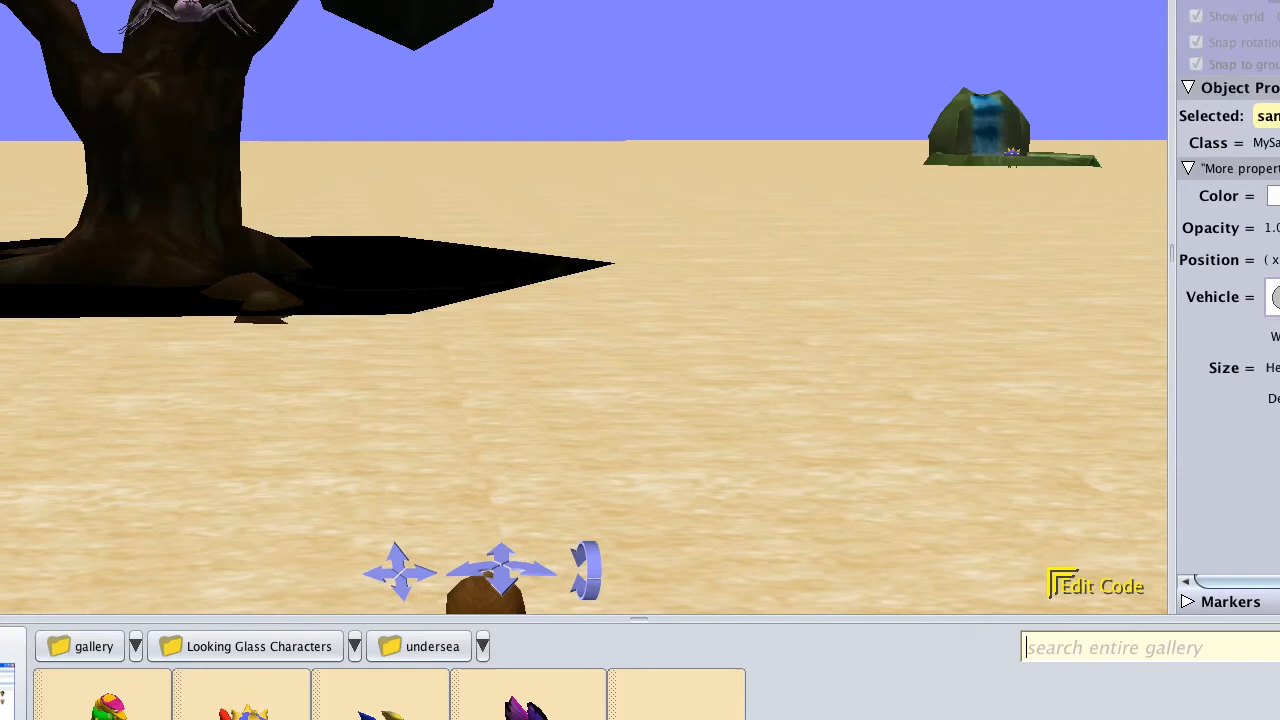 Show grid
Snap rotatio
Snap to grou
Object Pro
Selected: san
Class = MySa
"More propert
Color =
Opacity = 1.0
Position = ( x
Vehicle =
W
Size = He
De
Edit Code
Markers
gallery
Looking Glass Characters
undersea
search entire gallery